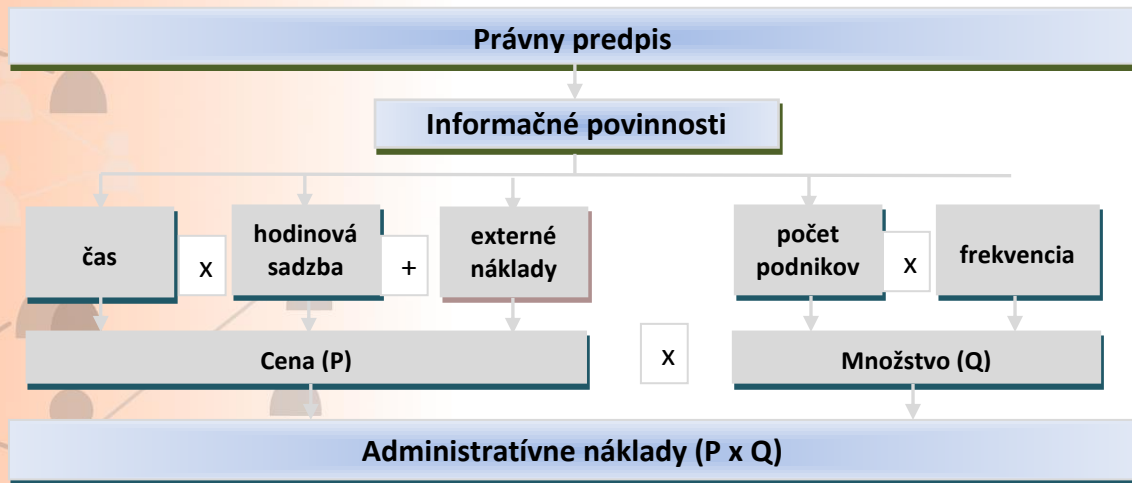 Právny predpis
Informačné povinnosti
čas
x
hodinová
sadzba
+
externé
náklady
počet
podnikov
x
frekvencia
Cena (P)
x
Množstvo (Q)
Administratívne náklady (P x Q)